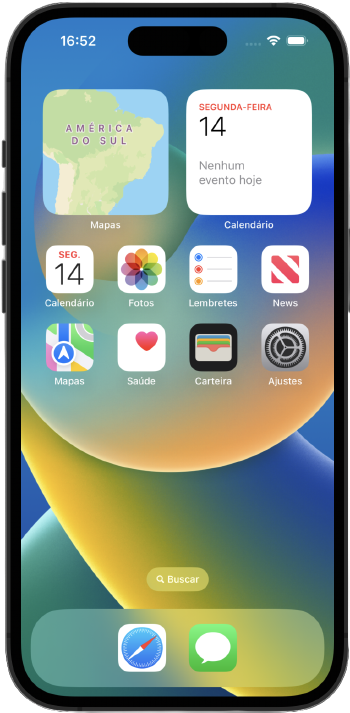 16:52
AMÉRICA
DO SUL
Mapas
SEGUNDA-FEIRA
14
Nenhum
evento hoje
Calendário
SEG.
14
Calendário
Fotos
Lembretes
News
Mapas
Saúde
Carteira
Ajustes
Buscar